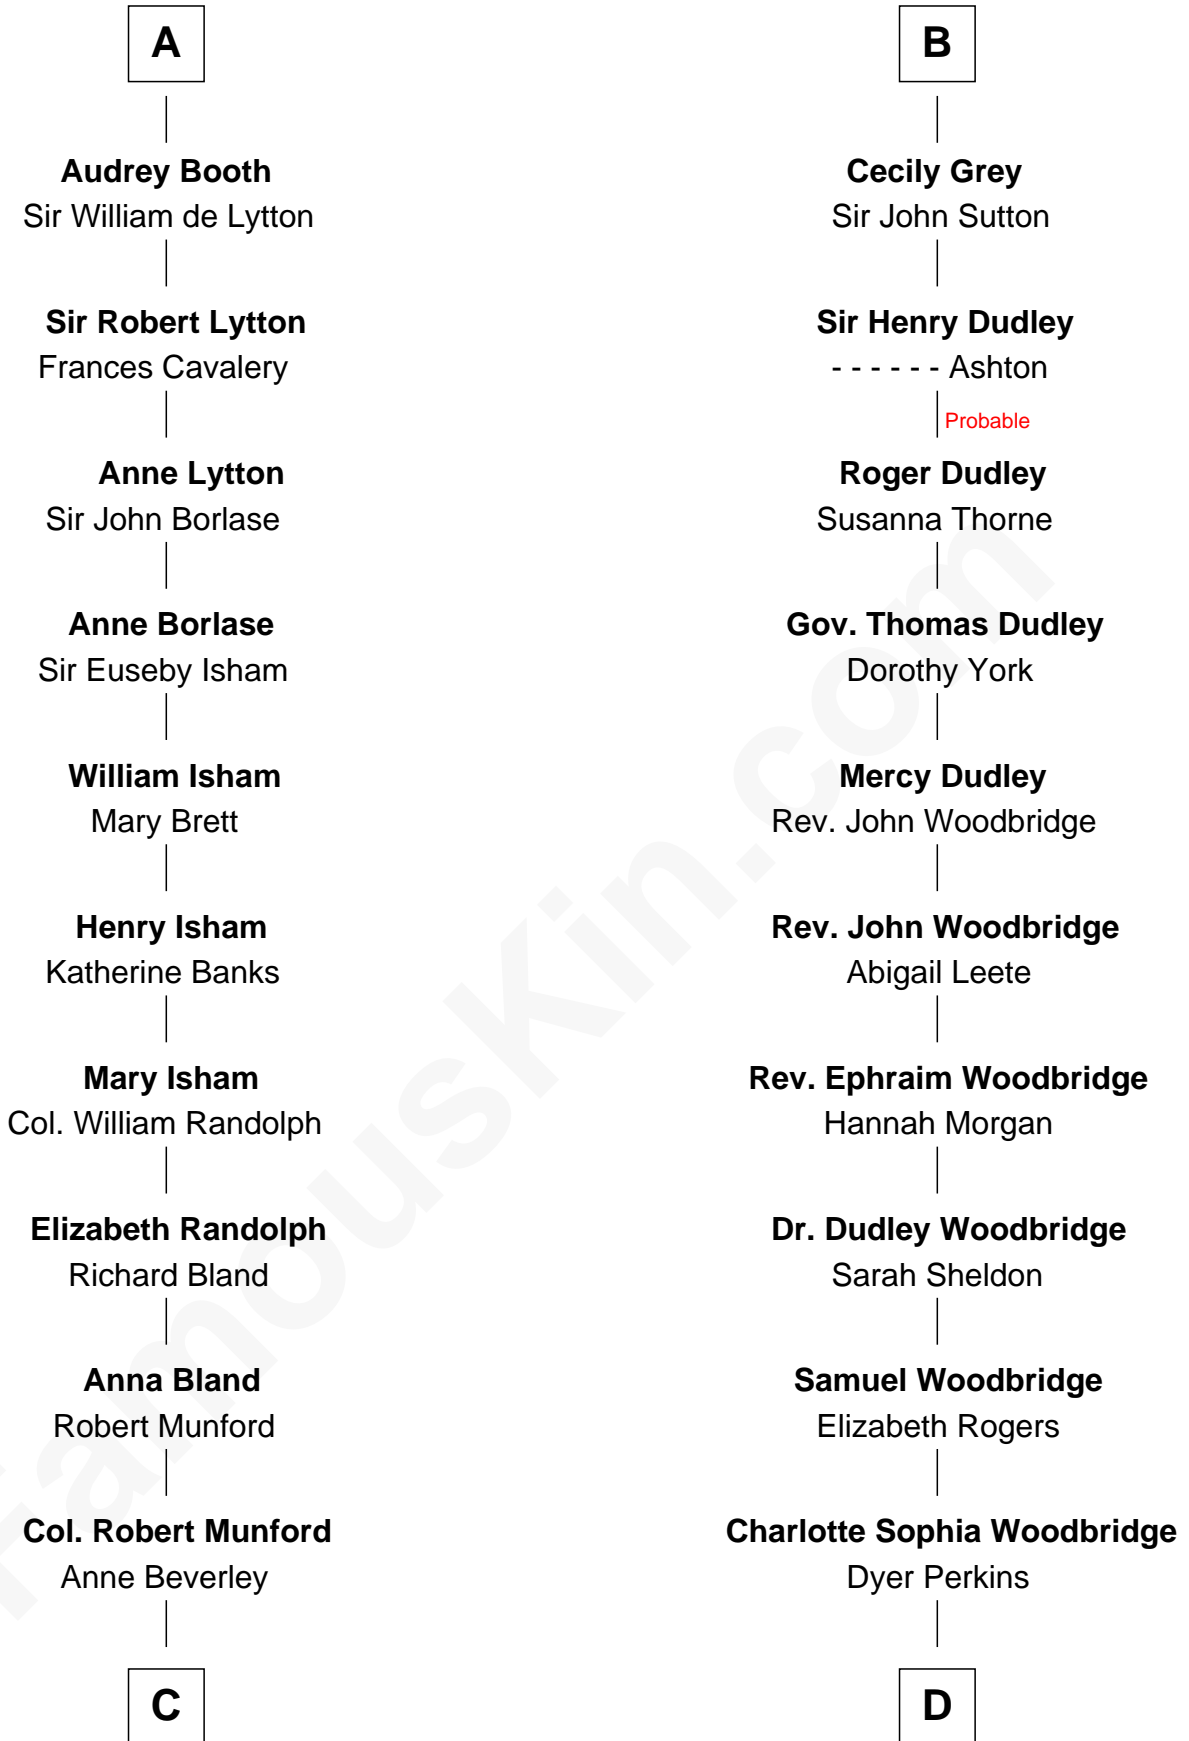 A
Audrey Booth
Sir William de Lytton
Sir Robert Lytton
Frances Cavalery
Anne Lytton
Sir John Borlase
Anne Borlase
Sir Euseby Isham
William Isham
Mary Brett
Henry Isham
Katherine Banks
Mary Isham
Col. William Randolph
Elizabeth Randolph
Richard Bland
Anna Bland
Robert Munford
Col. Robert Munford
Anne Beverley
C
B
Cecily Grey
Sir John Sutton
Sir Henry Dudley
- - - - - - Ashton
Probable
Roger Dudley
Susanna Thorne
Gov. Thomas Dudley
Dorothy York
Mercy Dudley
Rev. John Woodbridge
Rev. John Woodbridge
Abigail Leete
Rev. Ephraim Woodbridge
Hannah Morgan
Dr. Dudley Woodbridge
Sarah Sheldon
Samuel Woodbridge
Elizabeth Rogers
Charlotte Sophia Woodbridge
Dyer Perkins
D
FamousKin.com